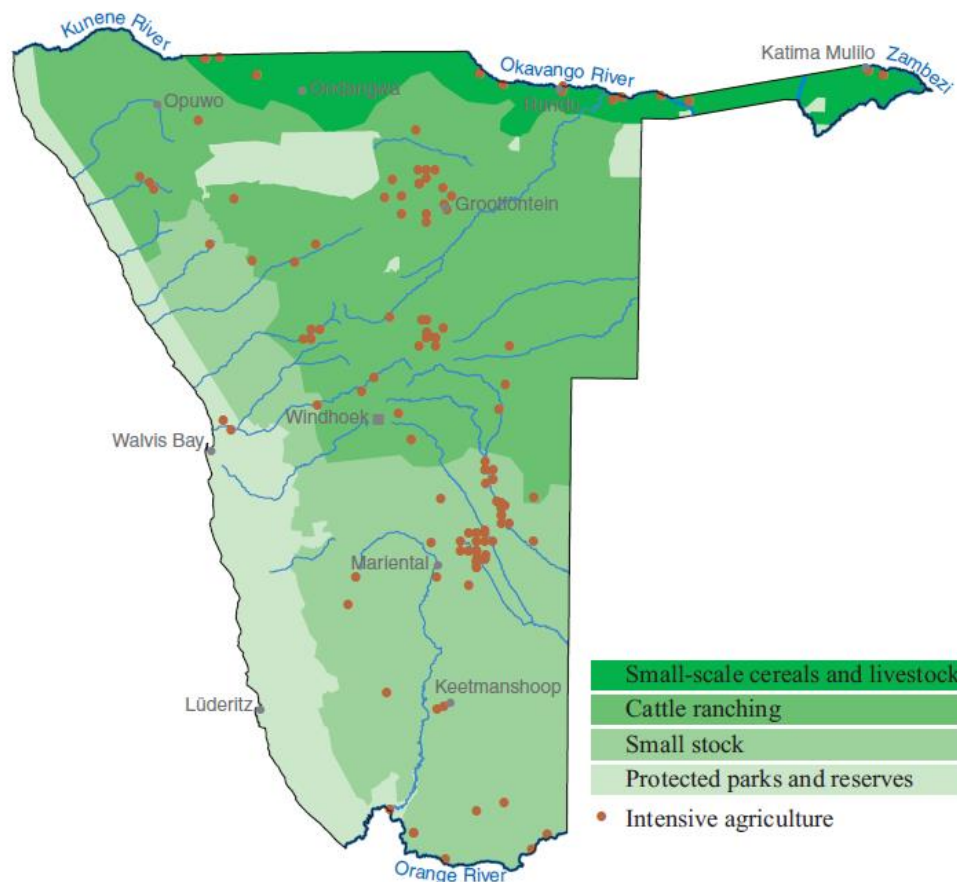 Kunene River
Katima Mulilo
Okavango River
Zambezi
Opuwo
Ondangwa
Rundu
Grootfontein
Windhoek
Walvis Bay
Mariental
Keetmanshoop
Lüderitz
Orange River
Small-scale cereals and livestock
Cattle ranching
Small stock
Protected parks and reserves
Intensive agriculture